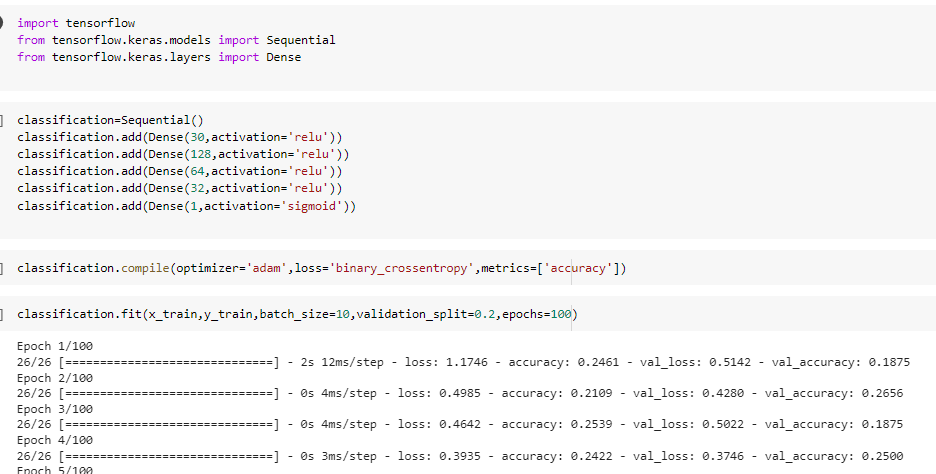 import tensorflow
from tensorflow.keras.models import Sequential
from tensorflow.keras.layers import Dense
classification=Sequential()
classification.add(Dense(30,activation='relu'))
classification.add(Dense(128,activation='relu'))
classification.add(Dense(64,activation='relu'))
classification.add(Dense(32,activation='relu'))
classification.add(Dense(1,activation='sigmoid'))
classification.compile(optimizer='adam',loss='binary_crossentropy',metrics=['accuracy'])
classification.fit(x_train,y_train,batch_size=10,validation_split=0.2,epochs=100)
Epoch 1/100
26/26 [==============================] - 2s 12ms/step - loss: 1.1746 - accuracy: 0.2461 - val_loss: 0.5142 - val_accuracy: 0.1875
Epoch 2/100
26/26 [==============================] - 0s 4ms/step - loss: 0.4985 - accuracy: 0.2109 - val_loss: 0.4280 - val_accuracy: 0.2656
Epoch 3/100
26/26 [==============================] - 0s 4ms/step - loss: 0.4642 - accuracy: 0.2539 - val_loss: 0.5022 - val_accuracy: 0.1875
Epoch 4/100
26/26 [==============================] - 0s 3ms/step - loss: 0.3935 - accuracy: 0.2422 - val_loss: 0.3746 - val_accuracy: 0.2500
Epoch 5/100